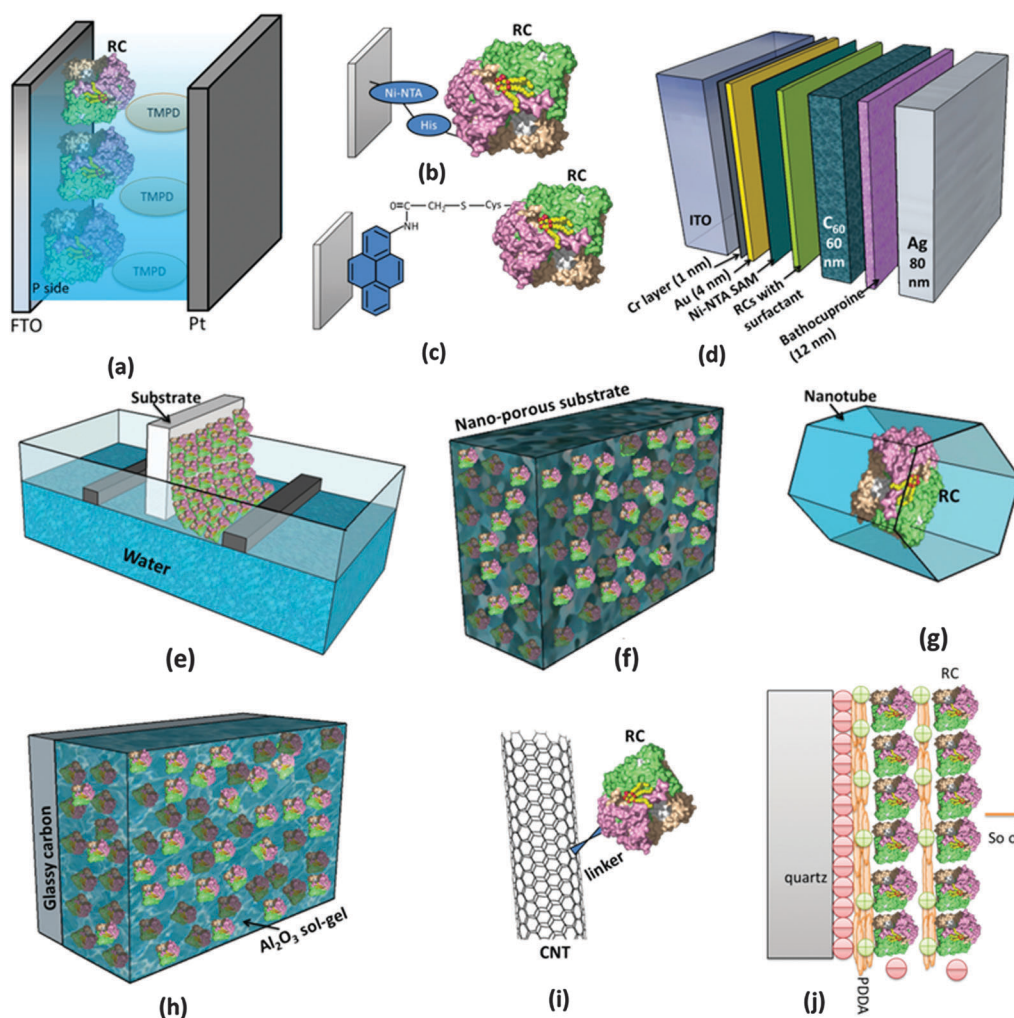 RC
TMPD
TMPD
TMPD
P side
FTO
Pt
(a)
RC
Ni-NTA
His
(b)
RC
O=C—CH₂—S—Cys
NH
(c)
ITO
C₆₀
60
nm
Ag
80
nm
Cr layer (1 nm)
Au (4 nm)
Ni-NTA SAM
RCs with
surfactant
Bathocuproine
(12 nm)
(d)
Substrate
Water
(e)
Nano-porous substrate
(f)
Nanotube
RC
(g)
Glassy carbon
Al₂O₃ sol-gel
(h)
RC
linker
CNT
(i)
RC
quartz
So o
PDDA
(j)